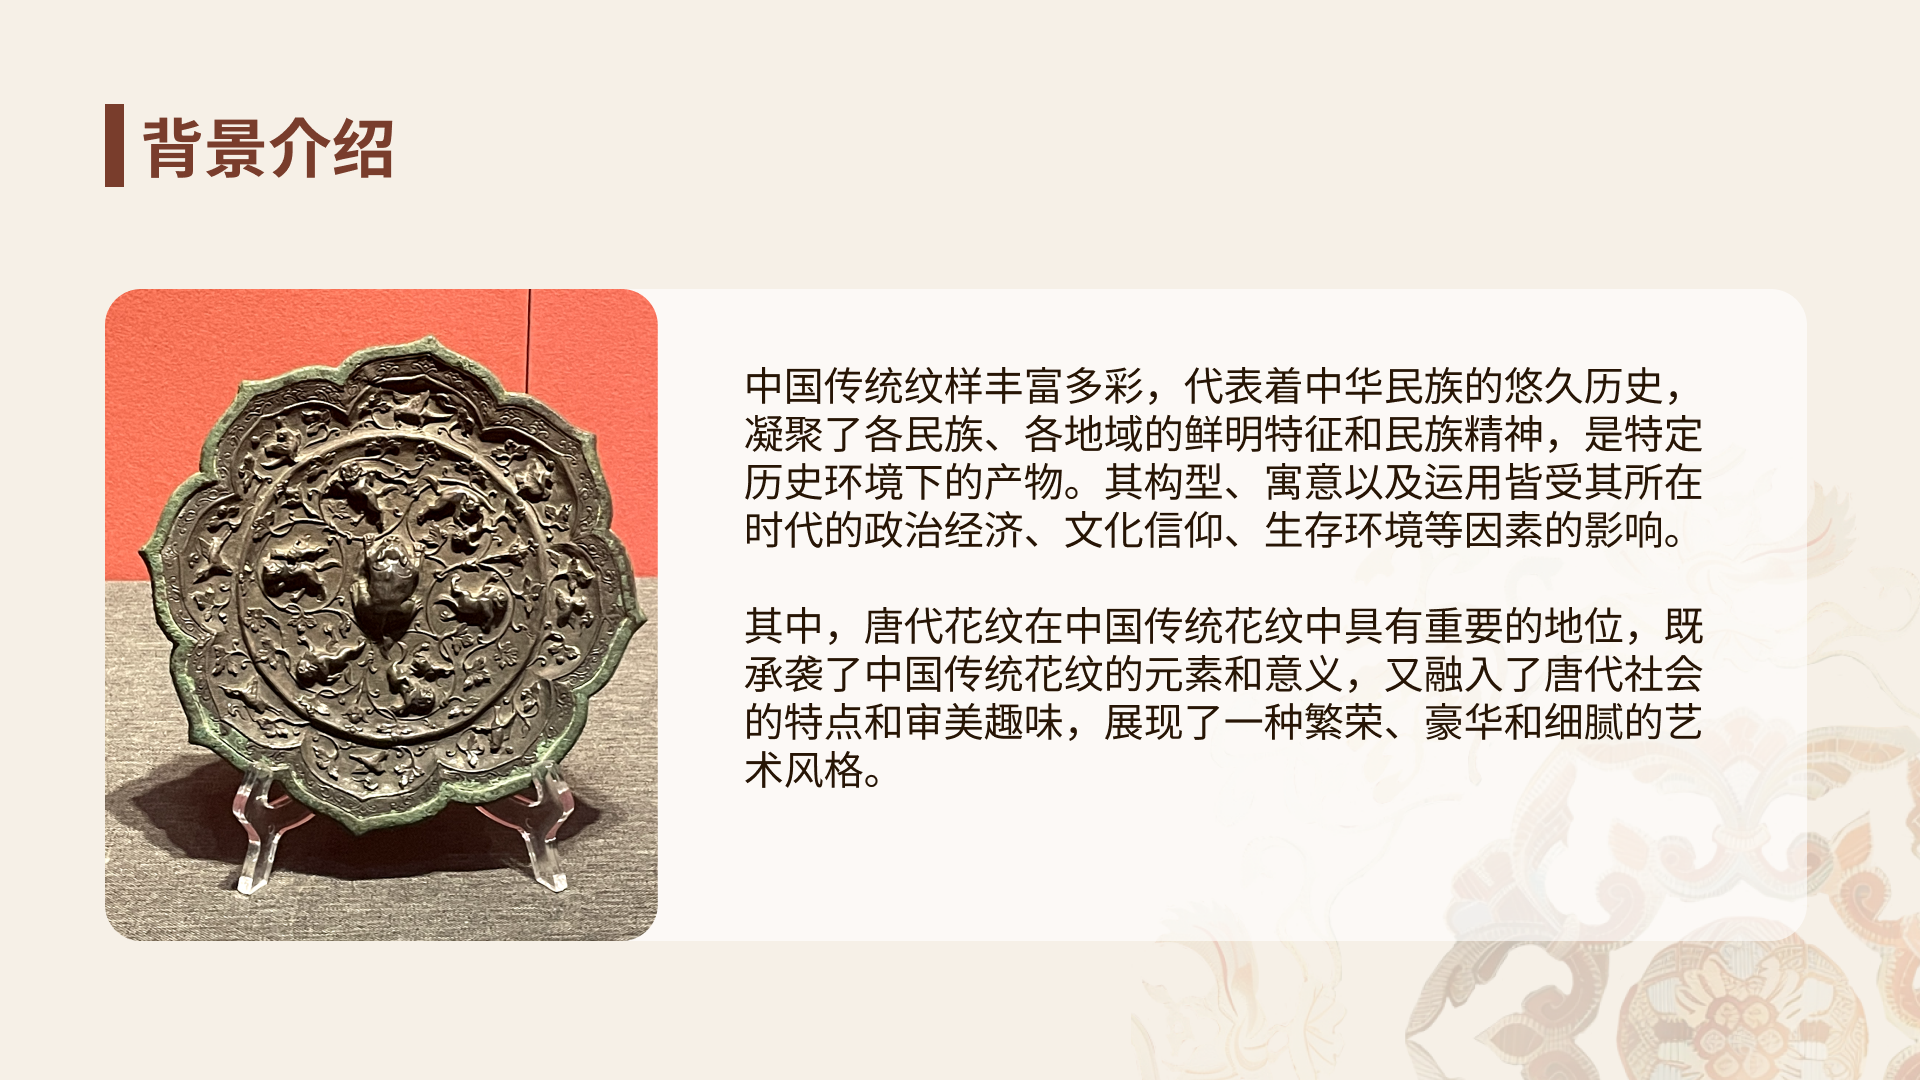 背景介绍
中国传统纹样丰富多彩，代表着中华民族的悠久历史，
凝聚了各民族、各地域的鲜明特征和民族精神，是特定
历史环境下的产物。其构型、寓意以及运用皆受其所在
时代的政治经济、文化信仰、生存环境等因素的影响。
其中，唐代花纹在中国传统花纹中具有重要的地位，既
承袭了中国传统花纹的元素和意义，又融入了唐代社会
的特点和审美趣味，展现了一种繁荣、豪华和细腻的艺
术风格。